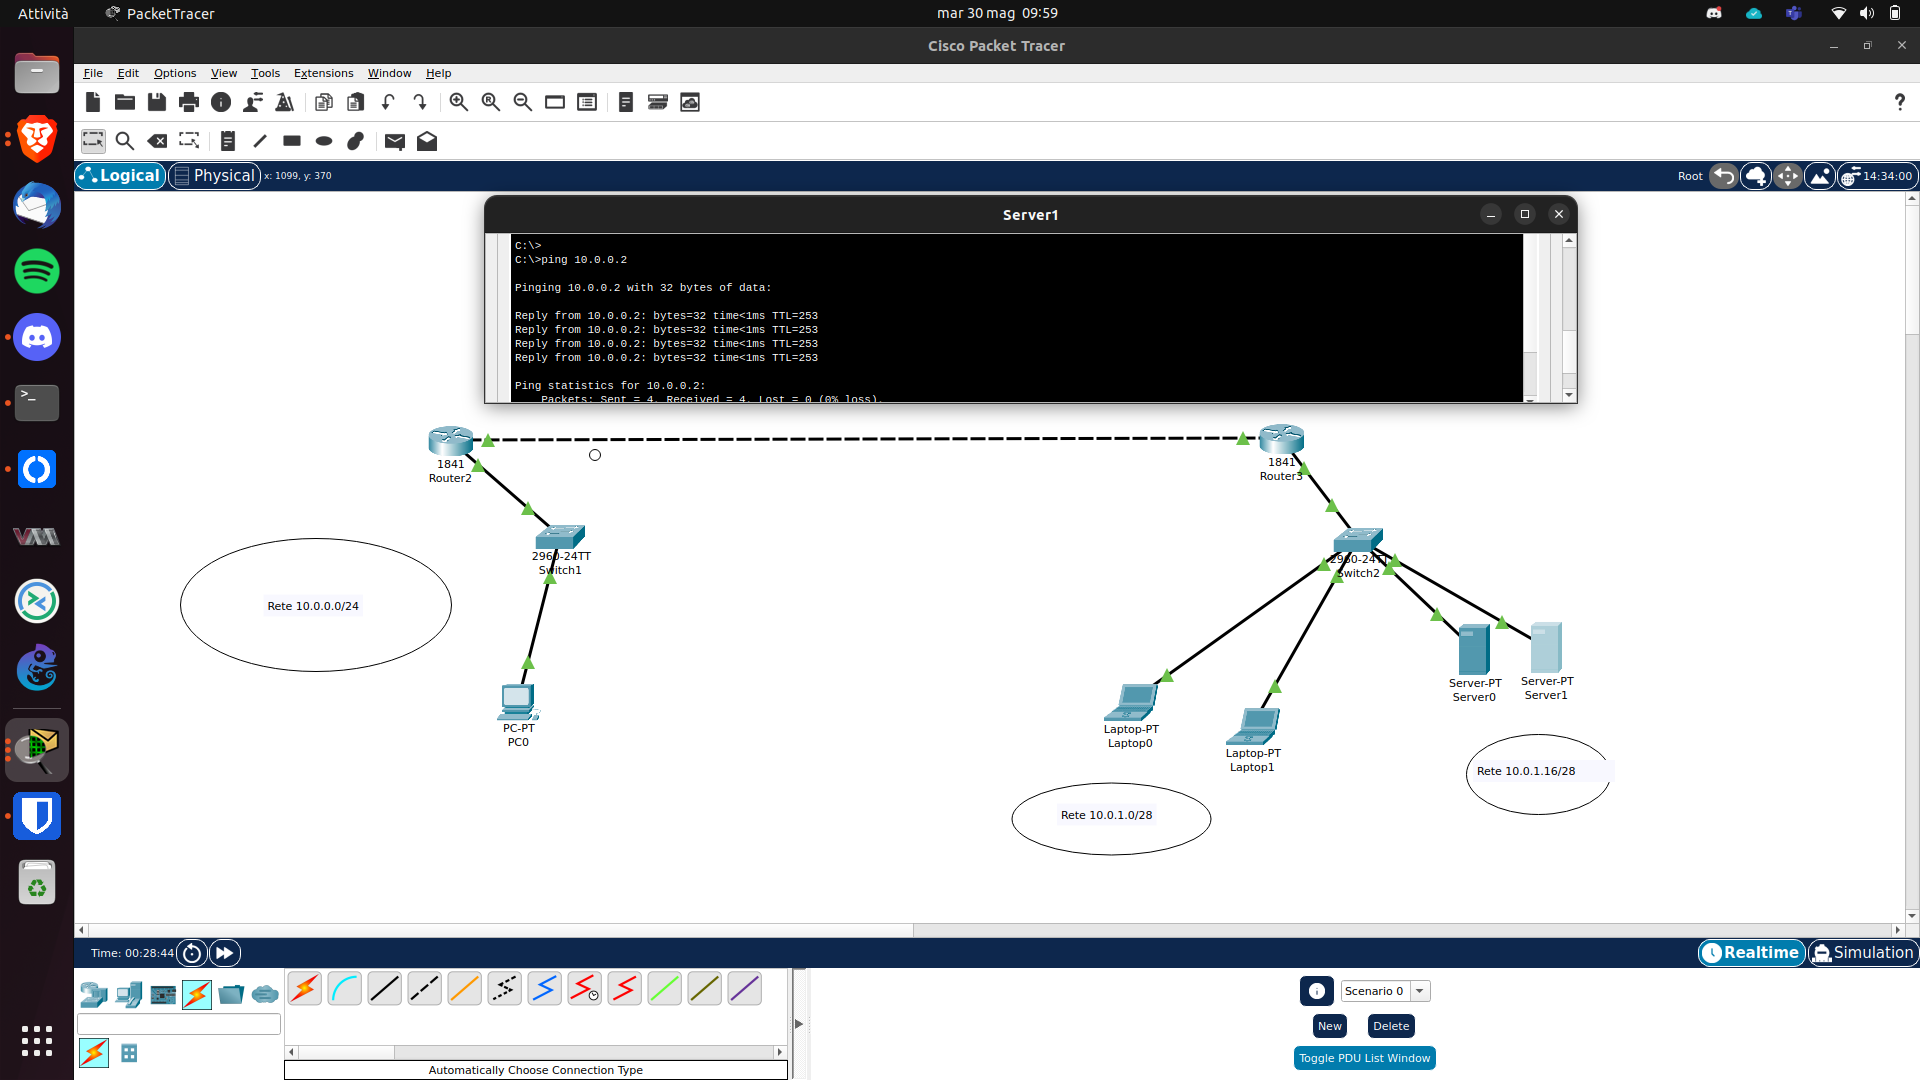 Attività
PacketTracer
mar 30 mag 09:59
Cisco Packet Tracer
File Edit Options View Tools Extensions Window Help
Logical
Physical
x: 1099, y: 370
Root
14:34:00
Server1
C:\>
C:\>ping 10.0.0.2
Pinging 10.0.0.2 with 32 bytes of data:
Reply from 10.0.0.2: bytes=32 time<1ms TTL=253
Reply from 10.0.0.2: bytes=32 time<1ms TTL=253
Reply from 10.0.0.2: bytes=32 time<1ms TTL=253
Reply from 10.0.0.2: bytes=32 time<1ms TTL=253
Ping statistics for 10.0.0.2:
Packets: Sent = 4, Received = 4, Lost = 0 (0% loss),
1841
Router2
1841
Router3
2960-24TT
Switch1
2960-24TT
Switch2
Rete 10.0.0.0/24
PC-PT
PC0
Laptop-PT
Laptop0
Laptop-PT
Laptop1
Server-PT
Server0
Server-PT
Server1
Rete 10.0.1.16/28
Rete 10.0.1.0/28
Time: 00:28:44
Realtime
Simulation
Scenario 0
New
Delete
Toggle PDU List Window
Automatically Choose Connection Type